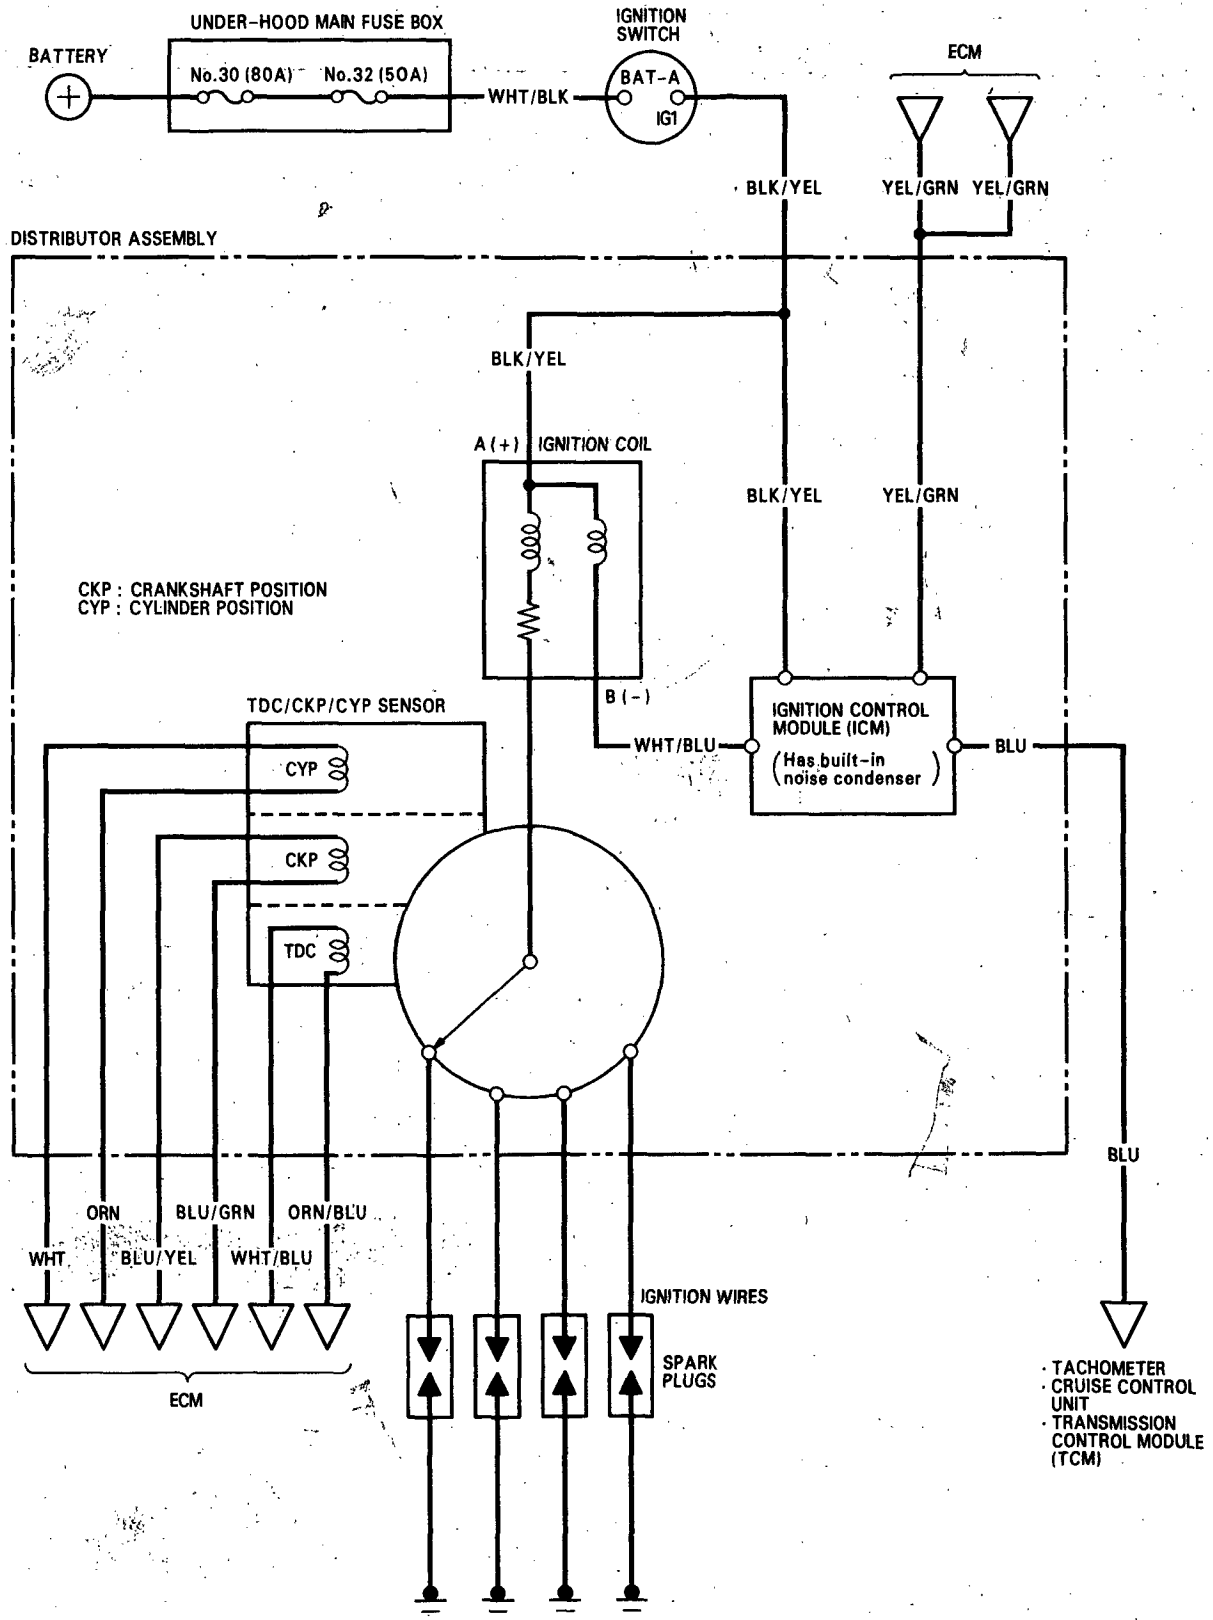 UNDER-HOOD MAIN FUSE BOX
IGNITION
SWITCH
BATTERY
ECM
No.30 (80A)
No.32 (50A)
BAT-A
IG1
WHT/BLK
BLK/YEL
YEL/GRN
YEL/GRN
DISTRIBUTOR ASSEMBLY
BLK/YEL
A (+)
IGNITION COIL
BLK/YEL
YEL/GRN
CKP : CRANKSHAFT POSITION
CYP : CYLINDER POSITION
B (-)
TDC/CKP/CYP SENSOR
IGNITION CONTROL
MODULE (ICM)
(Has built-in
noise condenser)
WHT/BLU
BLU
CYP
CKP
TDC
BLU
ORN
BLU/GRN
ORN/BLU
WHT
BLU/YEL
WHT/BLU
IGNITION WIRES
SPARK
PLUGS
ECM
· TACHOMETER
· CRUISE CONTROL
UNIT
· TRANSMISSION
CONTROL MODULE
(TCM)